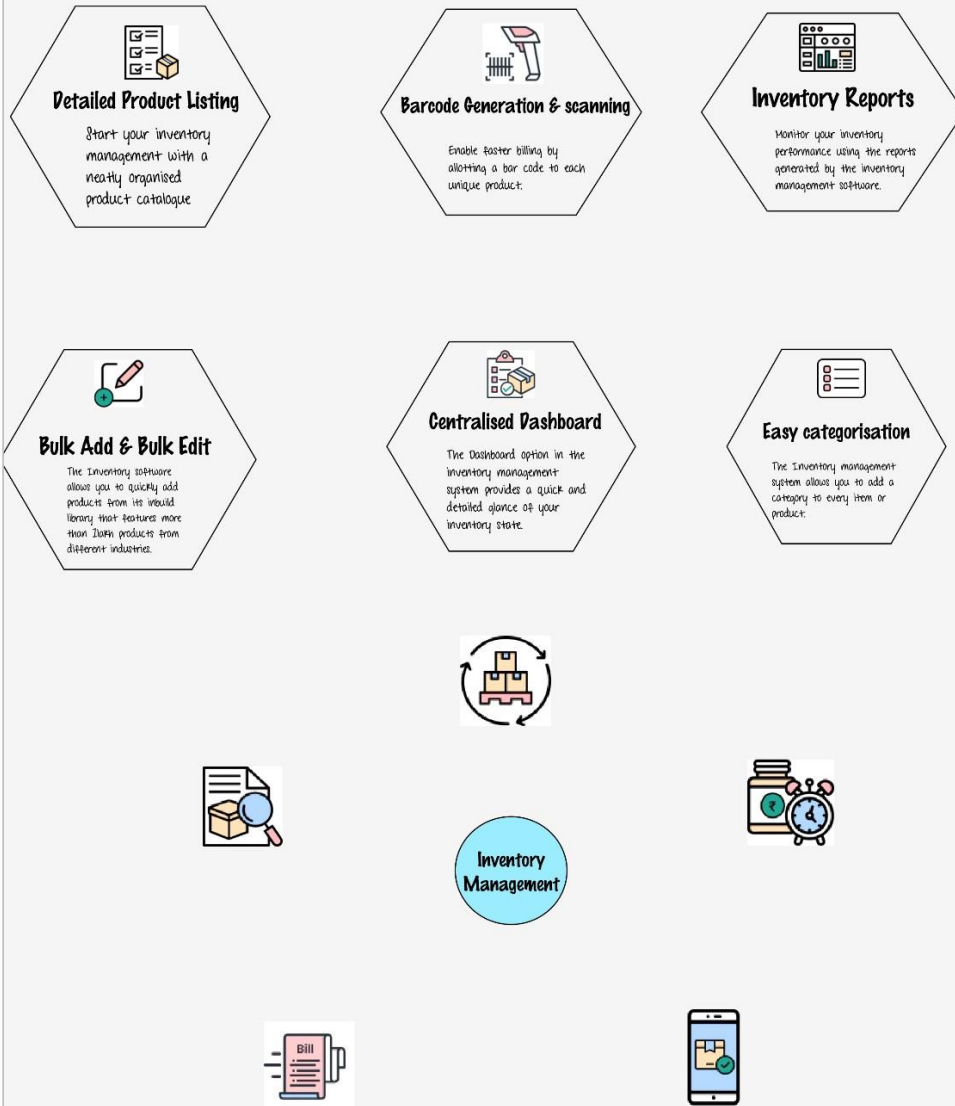 Detailed Product Listing
Start your inventory
management with a
neatly organised
product catalogue
Barcode Generation & scanning
Enable faster billing by
allotting a bar code to each
unique product.
Inventory Reports
Monitor your inventory
performance using the reports
generated by the inventory
management software.
Bulk Add & Bulk Edit
The Inventory software
allows you to quickly add
products from its inbuild
library that features more
than 2lakh products from
different industries.
Centralised Dashboard
The Dashboard option in the
inventory management
system provides a quick and
detailed glance of your
inventory state.
Easy categorisation
The Inventory management
system allows you to add a
category to every item or
product.
₹
Inventory
Management
Bill